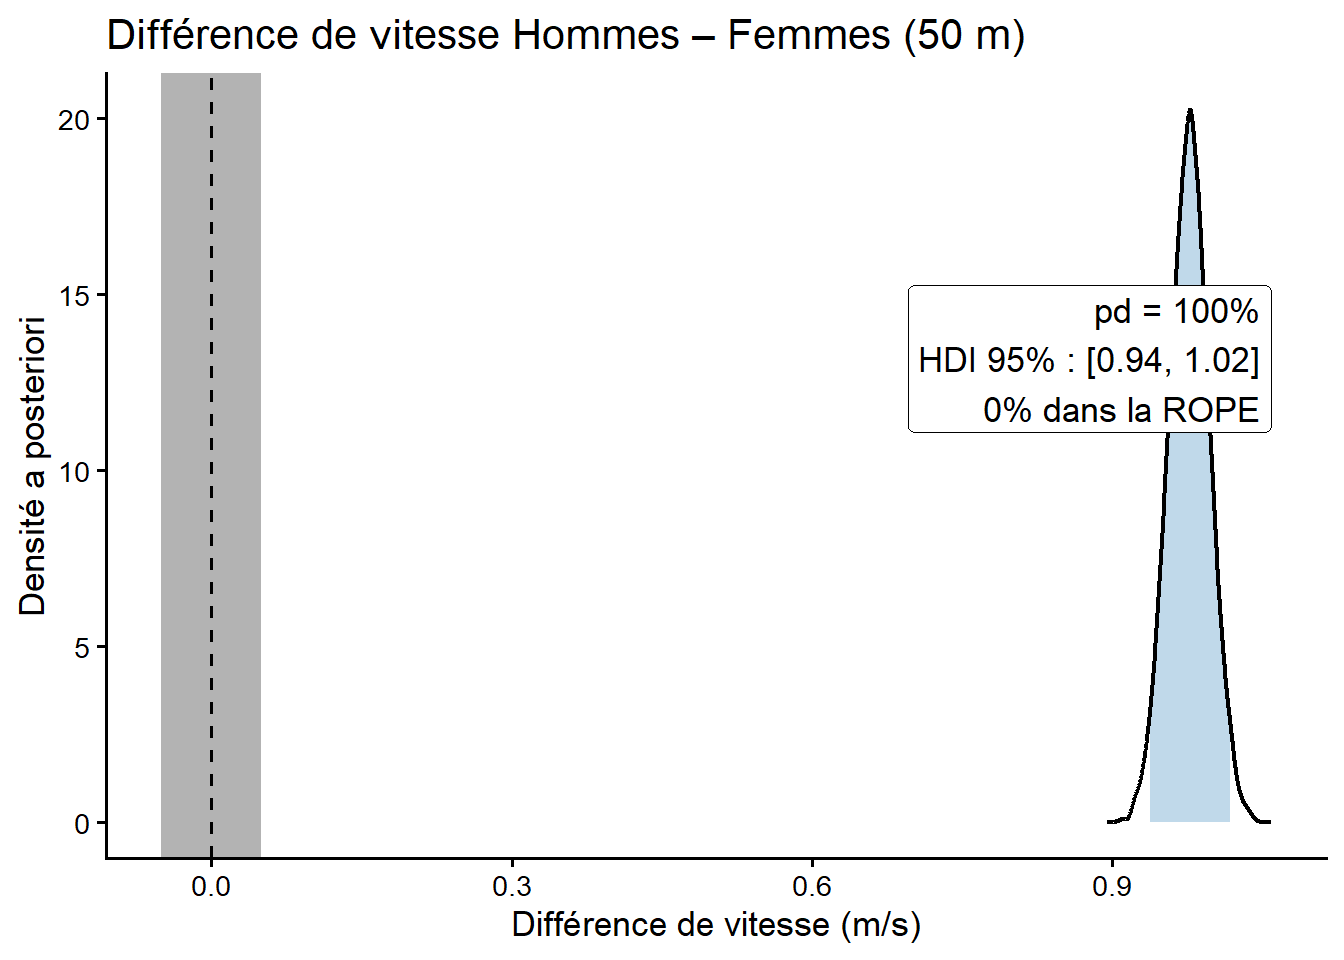 Différence de vitesse Hommes – Femmes (50 m)
Densité a posteriori
20
15
10
5
0
pd = 100%
HDI 95% : [0.94, 1.02]
0% dans la ROPE
0.0
0.3
0.6
0.9
Différence de vitesse (m/s)